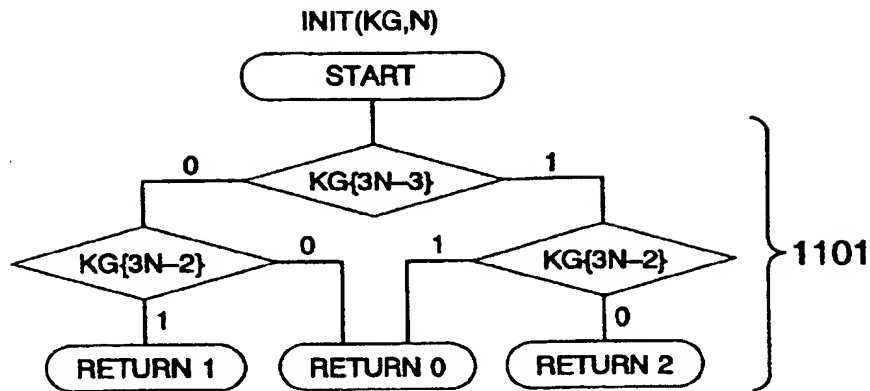 INIT(KG,N)
START
0
1
KG{3N–3}
0
1
KG{3N–2}
KG{3N–2}
1101
1
0
RETURN 1
RETURN 0
RETURN 2